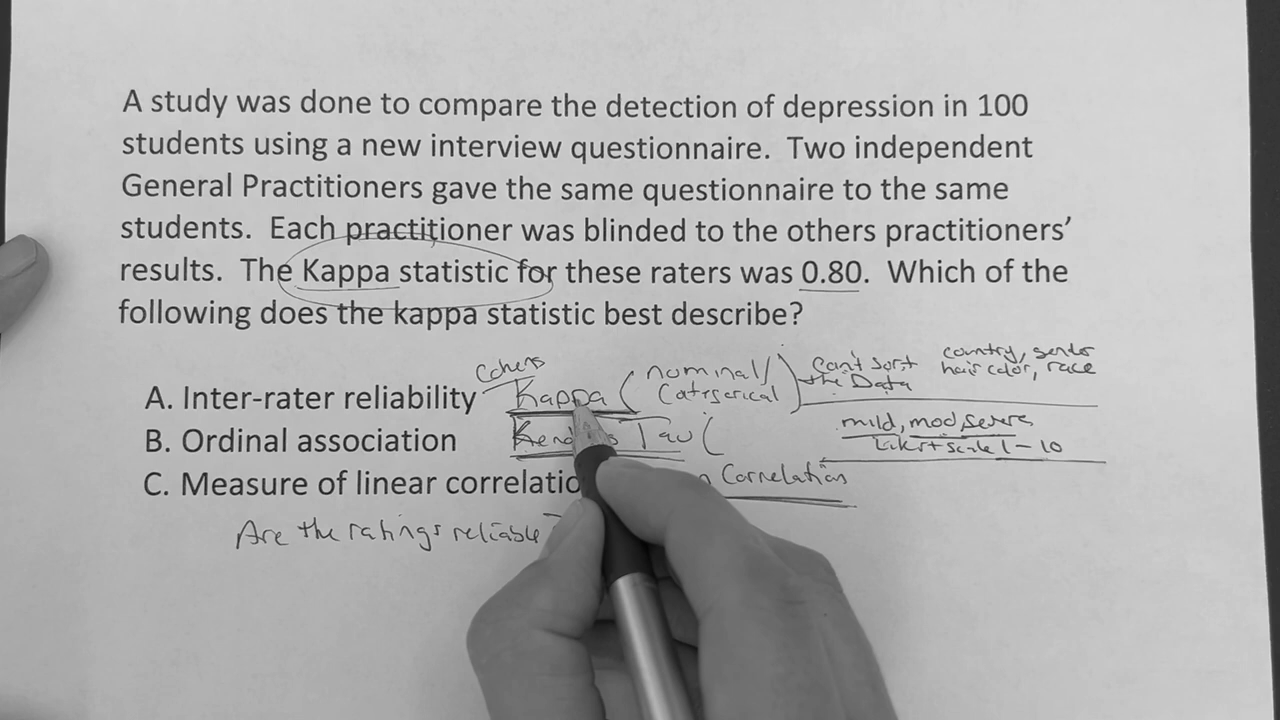 A study was done to compare the detection of depression in 100
students using a new interview questionnaire. Two independent
General Practitioners gave the same questionnaire to the same
students. Each practitioner was blinded to the others practitioners’
results. The Kappa statistic for these raters was 0.80. Which of the
following does the kappa statistic best describe?
Cohens
A. Inter-rater reliability Kappa (nominal/
Categorical) can't sort
the Data
country, gender
hair color, race
B. Ordinal association Tau ( mild, mod, severe
Likert scale 1-10
C. Measure of linear correlatio Correlation
Are the ratings reliable